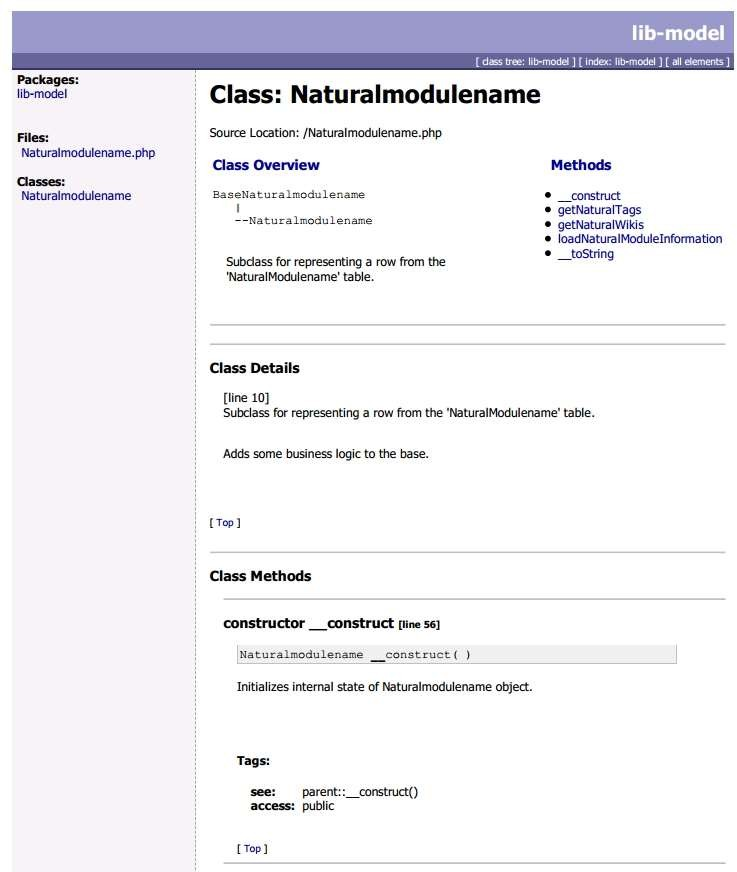 lib-model
[ class tree: lib-model ] [ index: lib-model ] [ all elements ]
Packages:
lib-model
Files:
Naturalmodulename.php
Classes:
Naturalmodulename
Class: Naturalmodulename
Source Location: /Naturalmodulename.php
Class Overview
BaseNaturalmodulename
|
--Naturalmodulename
Subclass for representing a row from the
'NaturalModulename' table.
Methods
__construct
getNaturalTags
getNaturalWikis
loadNaturalModuleInformation
__toString
Class Details
[line 10]
Subclass for representing a row from the 'NaturalModulename' table.
Adds some business logic to the base.
[ Top ]
Class Methods
constructor __construct [line 56]
Naturalmodulename __construct( )
Initializes internal state of Naturalmodulename object.
Tags:
see: parent::__construct()
access: public
[ Top ]